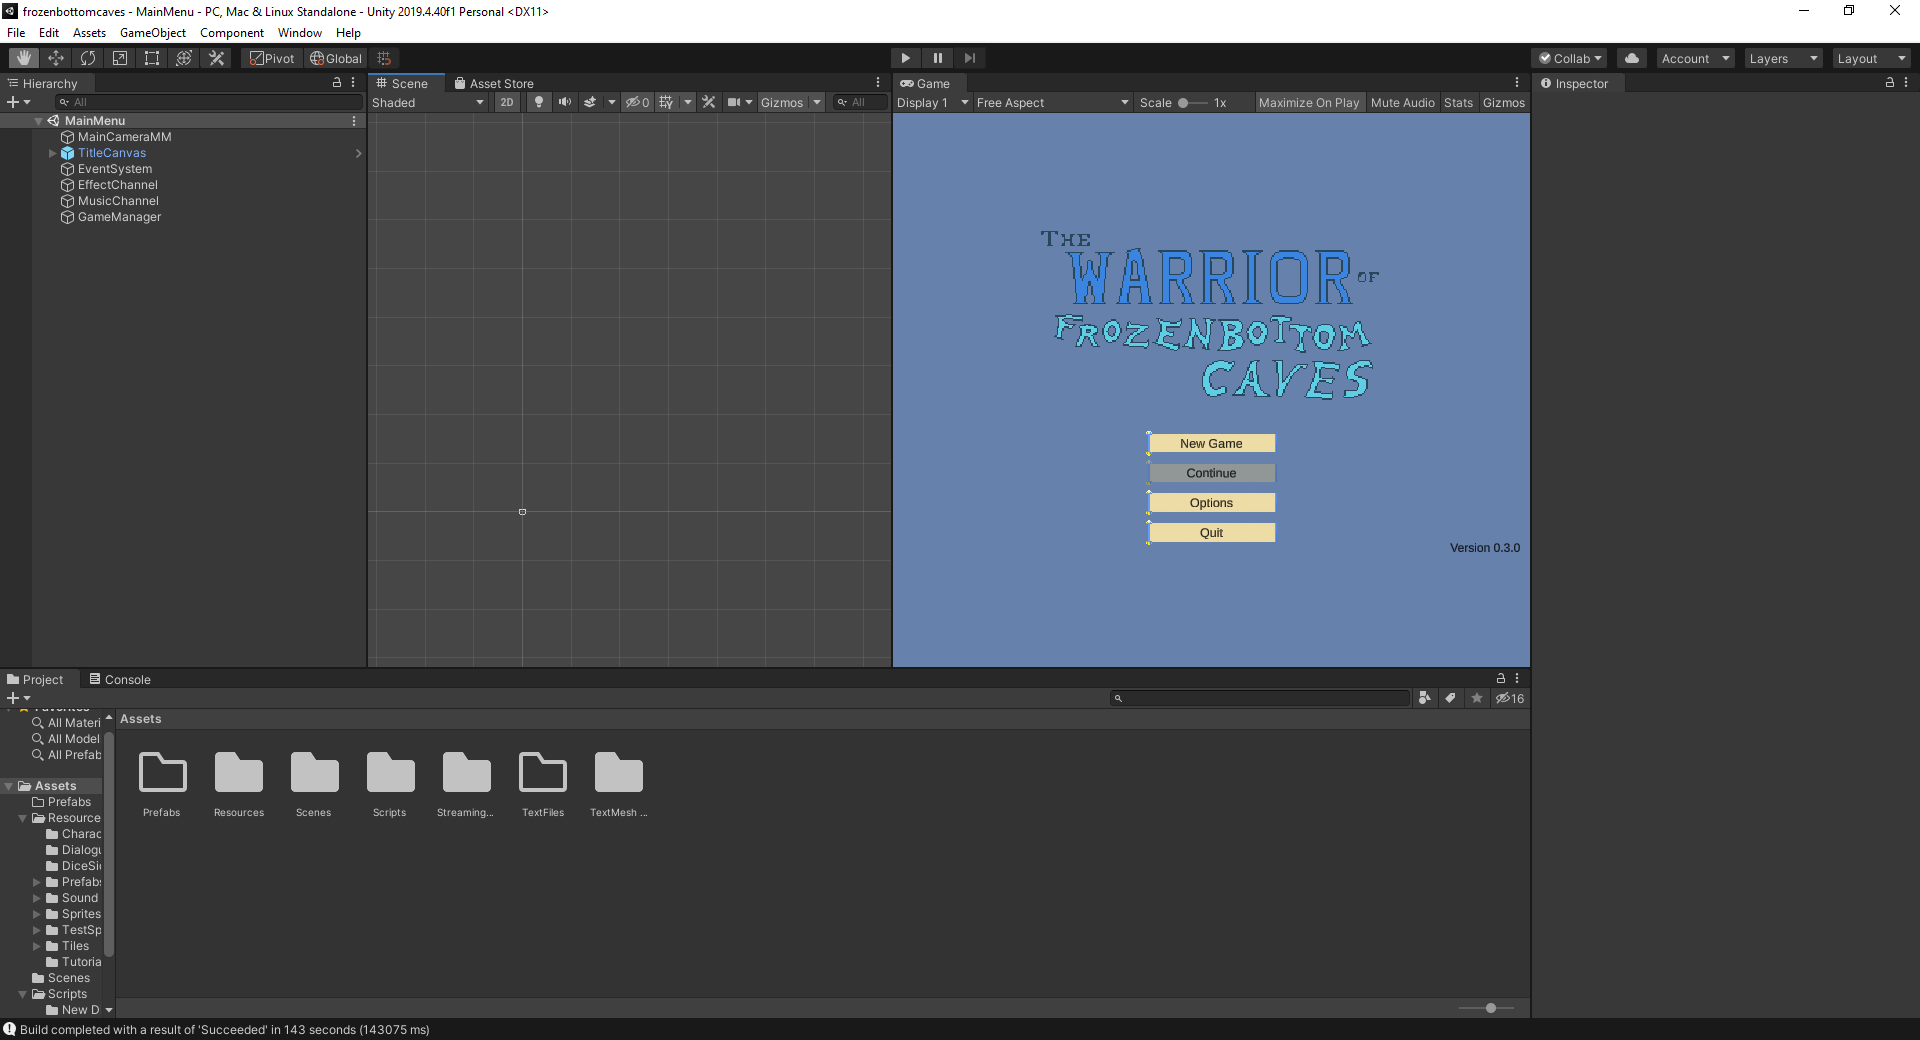 frozenbottomcaves - MainMenu - PC, Mac & Linux Standalone - Unity 2019.4.40f1 Personal <DX11>
File Edit Assets GameObject Component Window Help
Pivot Global Collab Account Layers Layout
Hierarchy
All
MainMenu
MainCameraMM
TitleCanvas
EventSystem
EffectChannel
MusicChannel
GameManager
Scene Asset Store
Shaded 2D 0 Gizmos All
Game
Display 1 Free Aspect Scale 1x Maximize On Play Mute Audio Stats Gizmos
THE
WARRIOR OF
FROZENBOTTOM
CAVES
New Game
Continue
Options
Quit
Version 0.3.0
Inspector
Project Console
16
Favorites
All Materi
All Model
All Prefab
Assets
Prefabs
Resource
Charac
Dialogu
DiceSi
Prefabs
Sound
Sprites
TestSp
Tiles
Tutoria
Scenes
Scripts
New D
Assets
Prefabs Resources Scenes Scripts Streaming... TextFiles TextMesh ...
Build completed with a result of 'Succeeded' in 143 seconds (143075 ms)